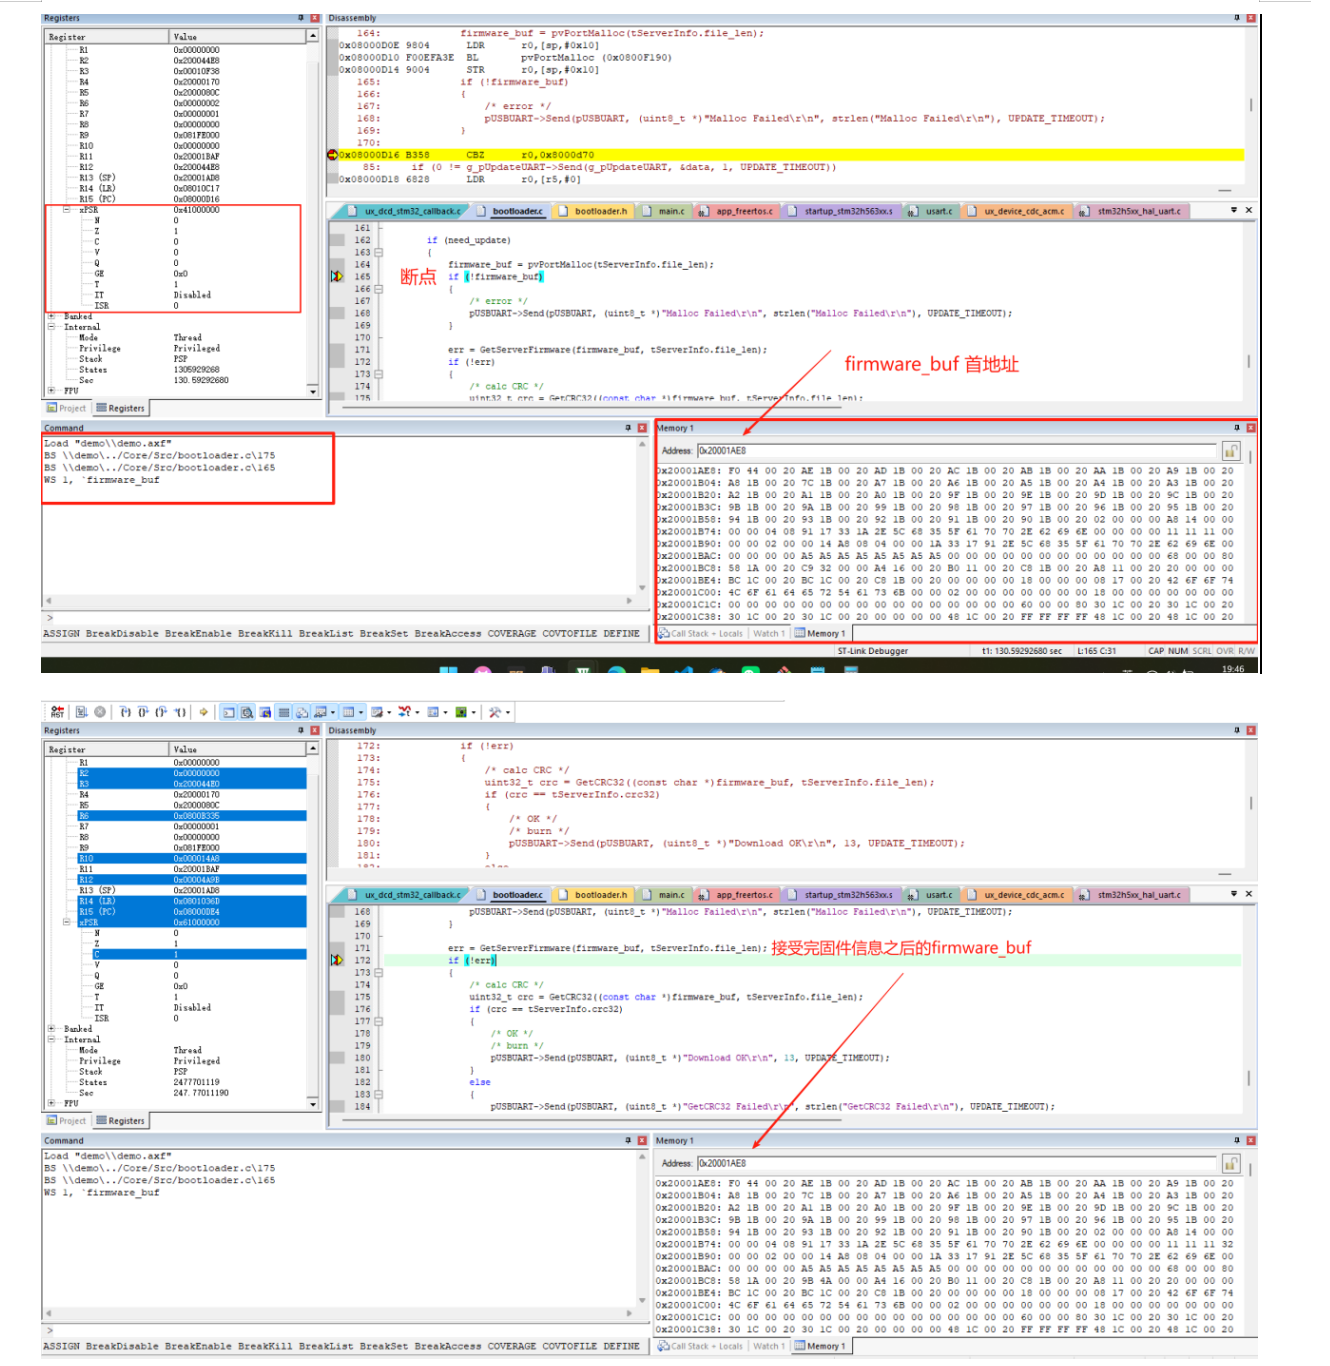 Registers
Register Value
R1 0x00000000
R2 0x200044E8
R3 0x00010F38
R4 0x20000170
R5 0x2000080C
R6 0x00000002
R7 0x00000001
R8 0x00000000
R9 0x081FE000
R10 0x00000000
R11 0x20001BAF
R12 0x200044E8
R13 (SP) 0x20001AD8
R14 (LR) 0x08010C17
R15 (PC) 0x08000D16
xPSR 0x41000000
N 0
Z 1
C 0
V 0
Q 0
GE 0x0
T 1
IT Disabled
ISR 0
Banked
Internal
Mode Thread
Privilege Privileged
Stack PSP
States 1305929268
Sec 130.59292680
FPU
Project Registers
Disassembly
164: firmware_buf = pvPortMalloc(tServerInfo.file_len);
0x08000D0E 9804 LDR r0,[sp,#0x10]
0x08000D10 F00EFA3E BL pvPortMalloc (0x0800F190)
0x08000D14 9004 STR r0,[sp,#0x10]
165: if (!firmware_buf)
166: {
167: /* error */
168: pUSBUART->Send(pUSBUART, (uint8_t *)"Malloc Failed\r\n", strlen("Malloc Failed\r\n"), UPDATE_TIMEOUT);
169: }
170:
0x08000D16 B358 CBZ r0,0x8000d70
85: if (0 != g_pUpdateUART->Send(g_pUpdateUART, &data, 1, UPDATE_TIMEOUT))
0x08000D18 6828 LDR r0,[r5,#0]
ux_dcd_stm32_callback.c bootloader.c bootloader.h main.c app_freertos.c startup_stm32h563xx.s usart.c ux_device_cdc_acm.c stm32h5xx_hal_uart.c
161
162 if (need_update)
163 {
164 firmware_buf = pvPortMalloc(tServerInfo.file_len);
165 断点 if (!firmware_buf)
166 {
167 /* error */
168 pUSBUART->Send(pUSBUART, (uint8_t *)"Malloc Failed\r\n", strlen("Malloc Failed\r\n"), UPDATE_TIMEOUT);
169 }
170
171 err = GetServerFirmware(firmware_buf, tServerInfo.file_len);
172 if (!err)
173 {
174 /* calc CRC */
175 uint32_t crc = GetCRC32((const char *)firmware_buf, tServerInfo.file_len);
firmware_buf 首地址
Command
Load "demo\\demo.axf"
BS \\demo\../Core/Src/bootloader.c\175
BS \\demo\../Core/Src/bootloader.c\165
WS 1, `firmware_buf
>
ASSIGN BreakDisable BreakEnable BreakKill BreakList BreakSet BreakAccess COVERAGE COVTOFILE DEFINE
Memory 1
Address: 0x20001AE8
0x20001AE8: F0 44 00 20 AE 1B 00 20 AD 1B 00 20 AC 1B 00 20 AB 1B 00 20 AA 1B 00 20 A9 1B 00 20
0x20001B04: A8 1B 00 20 7C 1B 00 20 A7 1B 00 20 A6 1B 00 20 A5 1B 00 20 A4 1B 00 20 A3 1B 00 20
0x20001B20: A2 1B 00 20 A1 1B 00 20 A0 1B 00 20 9F 1B 00 20 9E 1B 00 20 9D 1B 00 20 9C 1B 00 20
0x20001B3C: 9B 1B 00 20 9A 1B 00 20 99 1B 00 20 98 1B 00 20 97 1B 00 20 96 1B 00 20 95 1B 00 20
0x20001B58: 94 1B 00 20 93 1B 00 20 92 1B 00 20 91 1B 00 20 90 1B 00 20 02 00 00 00 A8 14 00 00
0x20001B74: 00 00 04 08 91 17 33 1A 2E 5C 68 35 5F 61 70 70 2E 62 69 6E 00 00 00 00 11 11 11 00
0x20001B90: 00 00 02 00 00 14 A8 08 04 00 00 1A 33 17 91 2E 5C 68 35 5F 61 70 70 2E 62 69 6E 00
0x20001BAC: 00 00 00 00 A5 A5 A5 A5 A5 A5 A5 A5 00 00 00 00 00 00 00 00 00 00 00 00 68 00 00 80
0x20001BC8: 58 1A 00 20 C9 32 00 00 A4 16 00 20 B0 11 00 20 C8 1B 00 20 A8 11 00 20 20 00 00 00
0x20001BE4: BC 1C 00 20 BC 1C 00 20 C8 1B 00 20 00 00 00 00 18 00 00 00 08 17 00 20 42 6F 6F 74
0x20001C00: 4C 6F 61 64 65 72 54 61 73 6B 00 00 02 00 00 00 00 00 00 00 18 00 00 00 00 00 00 00
0x20001C1C: 00 00 00 00 00 00 00 00 00 00 00 00 00 00 00 00 60 00 00 80 30 1C 00 20 30 1C 00 20
0x20001C38: 30 1C 00 20 30 1C 00 20 00 00 00 00 48 1C 00 20 FF FF FF FF 48 1C 00 20 48 1C 00 20
Call Stack + Locals Watch 1 Memory 1
ST-Link Debugger t1: 130.59292680 sec L:165 C:31 CAP NUM SCRL OVR R/W
19:46
Registers
Register Value
R1 0x00000000
R2 0x00000000
R3 0x200044E0
R4 0x20000170
R5 0x2000080C
R6 0x0800B335
R7 0x00000001
R8 0x00000000
R9 0x081FE000
R10 0x000014A8
R11 0x20001BAF
R12 0x00004A9B
R13 (SP) 0x20001AD8
R14 (LR) 0x0801036D
R15 (PC) 0x08000DE4
xPSR 0x61000000
N 0
Z 1
C 1
V 0
Q 0
GE 0x0
T 1
IT Disabled
ISR 0
Banked
Internal
Mode Thread
Privilege Privileged
Stack PSP
States 2477701119
Sec 247.77011190
FPU
Project Registers
Disassembly
172: if (!err)
173: {
174: /* calc CRC */
175: uint32_t crc = GetCRC32((const char *)firmware_buf, tServerInfo.file_len);
176: if (crc == tServerInfo.crc32)
177: {
178: /* OK */
179: /* burn */
180: pUSBUART->Send(pUSBUART, (uint8_t *)"Download OK\r\n", 13, UPDATE_TIMEOUT);
181: }
182: else
ux_dcd_stm32_callback.c bootloader.c bootloader.h main.c app_freertos.c startup_stm32h563xx.s usart.c ux_device_cdc_acm.c stm32h5xx_hal_uart.c
168 pUSBUART->Send(pUSBUART, (uint8_t *)"Malloc Failed\r\n", strlen("Malloc Failed\r\n"), UPDATE_TIMEOUT);
169 }
170
171 err = GetServerFirmware(firmware_buf, tServerInfo.file_len); 接受完固件信息之后的firmware_buf
172 if (!err)
173 {
174 /* calc CRC */
175 uint32_t crc = GetCRC32((const char *)firmware_buf, tServerInfo.file_len);
176 if (crc == tServerInfo.crc32)
177 {
178 /* OK */
179 /* burn */
180 pUSBUART->Send(pUSBUART, (uint8_t *)"Download OK\r\n", 13, UPDATE_TIMEOUT);
181 }
182 else
183 {
184 pUSBUART->Send(pUSBUART, (uint8_t *)"GetCRC32 Failed\r\n", strlen("GetCRC32 Failed\r\n"), UPDATE_TIMEOUT);
Command
Load "demo\\demo.axf"
BS \\demo\../Core/Src/bootloader.c\175
BS \\demo\../Core/Src/bootloader.c\165
WS 1, `firmware_buf
>
ASSIGN BreakDisable BreakEnable BreakKill BreakList BreakSet BreakAccess COVERAGE COVTOFILE DEFINE
Memory 1
Address: 0x20001AE8
0x20001AE8: F0 44 00 20 AE 1B 00 20 AD 1B 00 20 AC 1B 00 20 AB 1B 00 20 AA 1B 00 20 A9 1B 00 20
0x20001B04: A8 1B 00 20 7C 1B 00 20 A7 1B 00 20 A6 1B 00 20 A5 1B 00 20 A4 1B 00 20 A3 1B 00 20
0x20001B20: A2 1B 00 20 A1 1B 00 20 A0 1B 00 20 9F 1B 00 20 9E 1B 00 20 9D 1B 00 20 9C 1B 00 20
0x20001B3C: 9B 1B 00 20 9A 1B 00 20 99 1B 00 20 98 1B 00 20 97 1B 00 20 96 1B 00 20 95 1B 00 20
0x20001B58: 94 1B 00 20 93 1B 00 20 92 1B 00 20 91 1B 00 20 90 1B 00 20 02 00 00 00 A8 14 00 00
0x20001B74: 00 00 04 08 91 17 33 1A 2E 5C 68 35 5F 61 70 70 2E 62 69 6E 00 00 00 00 11 11 11 32
0x20001B90: 00 00 02 00 00 14 A8 08 04 00 00 1A 33 17 91 2E 5C 68 35 5F 61 70 70 2E 62 69 6E 00
0x20001BAC: 00 00 00 00 A5 A5 A5 A5 A5 A5 A5 A5 00 00 00 00 00 00 00 00 00 00 00 00 68 00 00 80
0x20001BC8: 58 1A 00 20 9B 4A 00 00 A4 16 00 20 B0 11 00 20 C8 1B 00 20 A8 11 00 20 20 00 00 00
0x20001BE4: BC 1C 00 20 BC 1C 00 20 C8 1B 00 20 00 00 00 00 18 00 00 00 08 17 00 20 42 6F 6F 74
0x20001C00: 4C 6F 61 64 65 72 54 61 73 6B 00 00 02 00 00 00 00 00 00 00 18 00 00 00 00 00 00 00
0x20001C1C: 00 00 00 00 00 00 00 00 00 00 00 00 00 00 00 00 60 00 00 80 30 1C 00 20 30 1C 00 20
0x20001C38: 30 1C 00 20 30 1C 00 20 00 00 00 00 48 1C 00 20 FF FF FF FF 48 1C 00 20 48 1C 00 20
Call Stack + Locals Watch 1 Memory 1